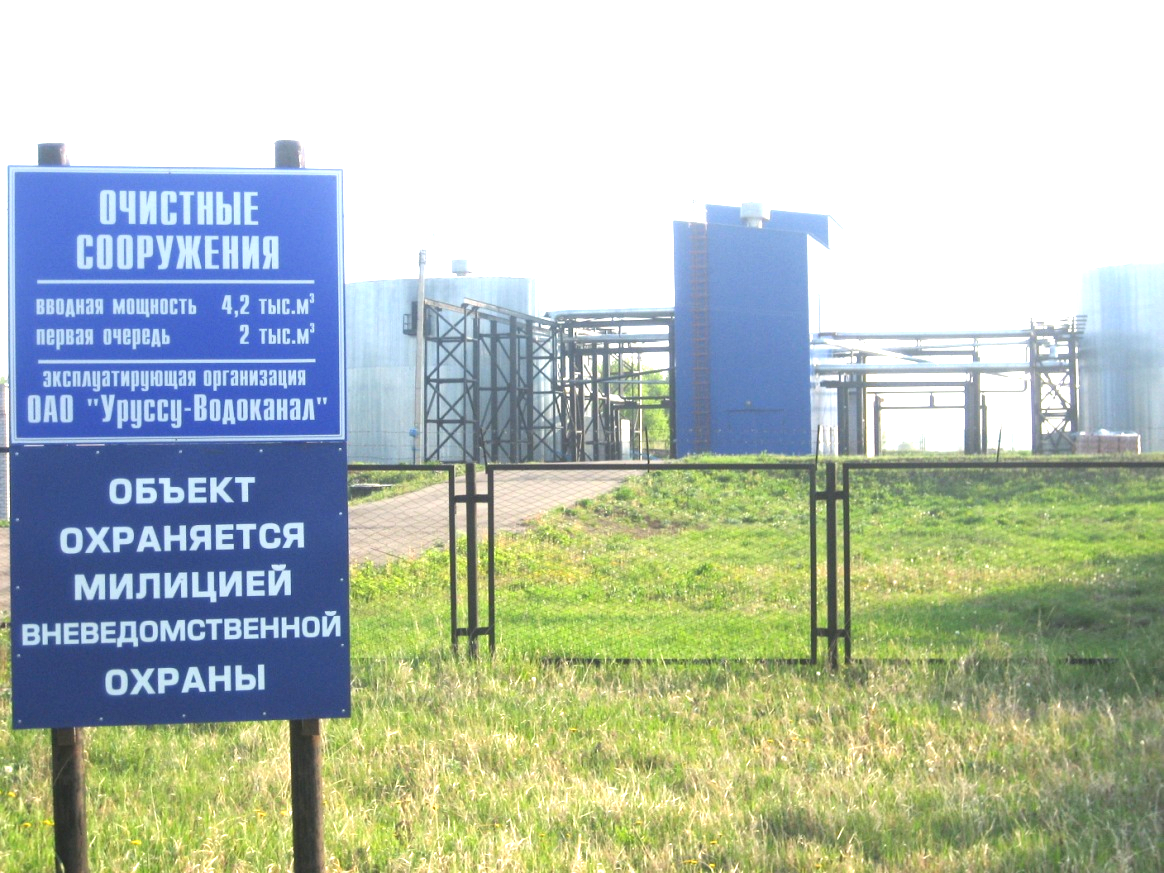 ОЧИСТНЫЕ
СООРУЖЕНИЯ
вводная мощность 4,2 тыс.м³
первая очередь 2 тыс.м³
эксплуатирующая организация
ОАО "Уруссу-Водоканал"
ОБЪЕКТ
ОХРАНЯЕТСЯ
МИЛИЦИЕЙ
ВНЕВЕДОМСТВЕННОЙ
ОХРАНЫ